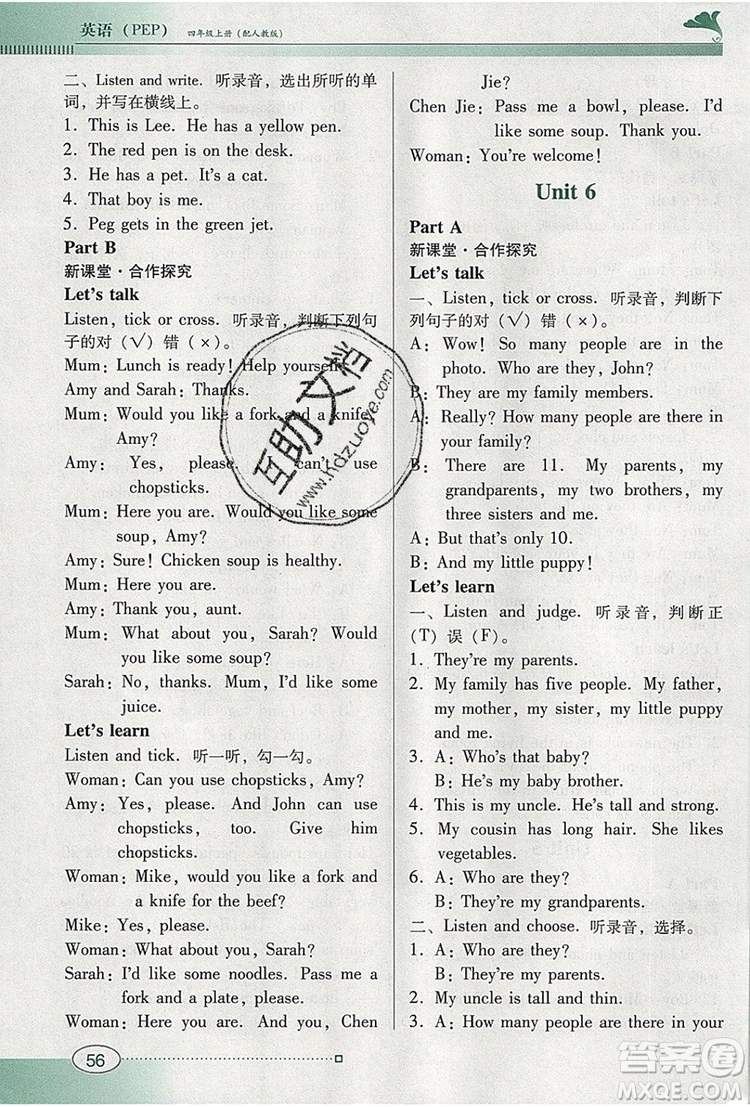 英语（PEP） 四年级上册（配人教版）
二、Listen and write. 听录音，选出所听的单
词，并写在横线上。
1. This is Lee. He has a yellow pen.
2. The red pen is on the desk.
3. He has a pet. It's a cat.
4. That boy is me.
5. Peg gets in the green jet.
Part B
新课堂·合作探究
Let's talk
Listen, tick or cross. 听录音，判断下列句
子的对（√）错（×）。
Mum: Lunch is ready! Help yourself.
Amy and Sarah: Thanks.
Mum: Would you like a fork and a knife,
Amy?
Amy: Yes, please. I can't use
chopsticks.
Mum: Here you are. Would you like some
soup, Amy?
Amy: Sure! Chicken soup is healthy.
Mum: Here you are.
Amy: Thank you, aunt.
Mum: What about you, Sarah? Would
you like some soup?
Sarah: No, thanks. Mum, I'd like some
juice.
Let's learn
Listen and tick. 听一听，勾一勾。
Woman: Can you use chopsticks, Amy?
Amy: Yes, please. And John can use
chopsticks, too. Give him
chopsticks.
Woman: Mike, would you like a fork and
a knife for the beef?
Mike: Yes, please.
Woman: What about you, Sarah?
Sarah: I'd like some noodles. Pass me a
fork and a plate, please.
Woman: Here you are. And you, Chen
Jie?
Chen Jie: Pass me a bowl, please. I'd
like some soup. Thank you.
Woman: You're welcome!
Unit 6
Part A
新课堂·合作探究
Let's talk
一、Listen, tick or cross. 听录音，判断下
列句子的对（√）错（×）。
A: Wow! So many people are in the
photo. Who are they, John?
B: They are my family members.
A: Really? How many people are there in
your family?
B: There are 11. My parents, my
grandparents, my two brothers, my
three sisters and me.
A: But that's only 10.
B: And my little puppy!
Let's learn
一、Listen and judge. 听录音，判断正
（T）误（F）。
1. They're my parents.
2. My family has five people. My father,
my mother, my sister, my little puppy
and me.
3. A: Who's that baby?
B: He's my baby brother.
4. This is my uncle. He's tall and strong.
5. My cousin has long hair. She likes
vegetables.
6. A: Who are they?
B: They're my grandparents.
二、Listen and choose. 听录音，选择。
1. A: Who are they?
B: They're my parents.
2. My uncle is tall and thin.
3. A: How many people are there in your
56
互助文档
www.hdzuoye.com
答案圈
MXQE.COM